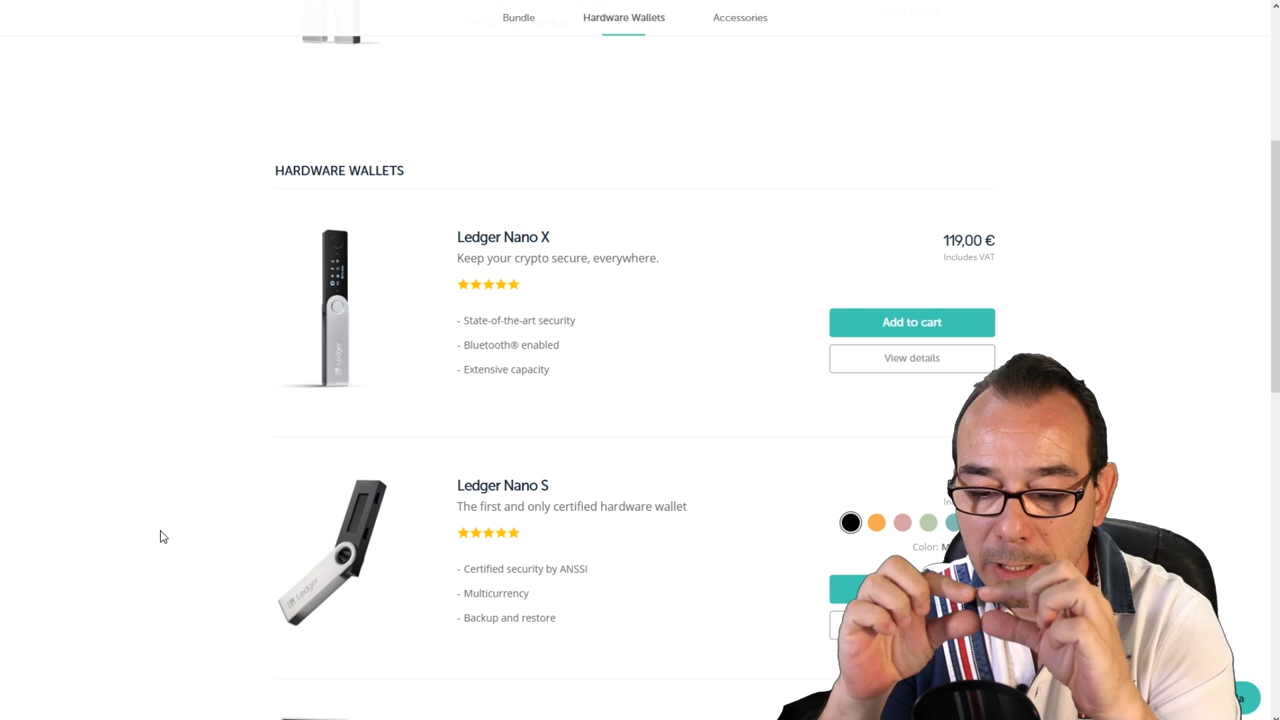 Bundle
Hardware Wallets
Accessories
HARDWARE WALLETS
Ledger Nano X
119,00 €
Keep your crypto secure, everywhere.
Includes VAT
- State-of-the-art security
Add to cart
- Bluetooth® enabled
View details
- Extensive capacity
Ledger
Ledger Nano S
The first and only certified hardware wallet
Color:
- Certified security by ANSSI
- Multicurrency
Ledger
- Backup and restore